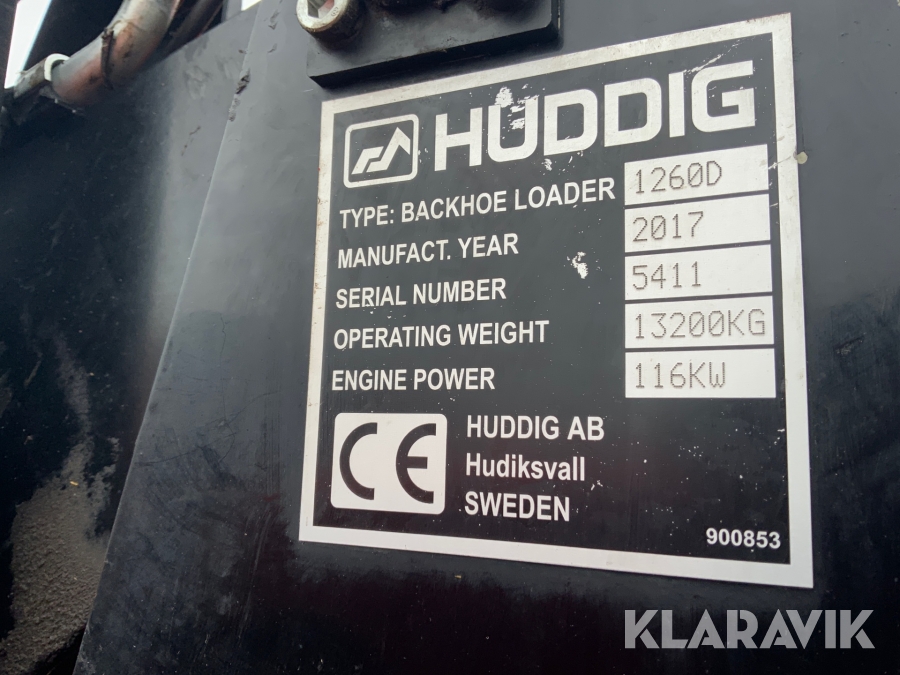 HUDDIG
TYPE: BACKHOE LOADER 1260D
MANUFACT. YEAR 2017
SERIAL NUMBER 5411
OPERATING WEIGHT 13200KG
ENGINE POWER 116KW
CE
HUDDIG AB
Hudiksvall
SWEDEN
900853
KLARAVIK